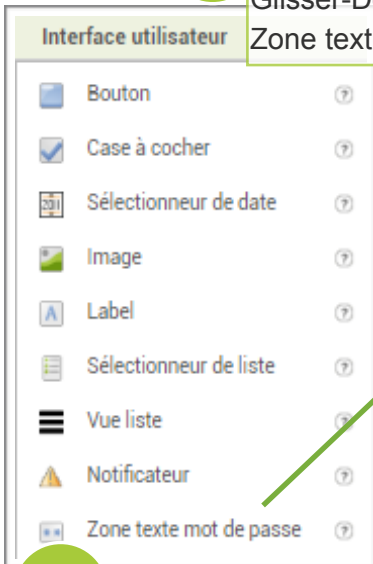 Glisser-D
Interface utilisateur
Zone text
Bouton
Case à cocher
Sélectionneur de date
Image
Label
Sélectionneur de liste
Vue liste
Notificateur
Zone texte mot de passe